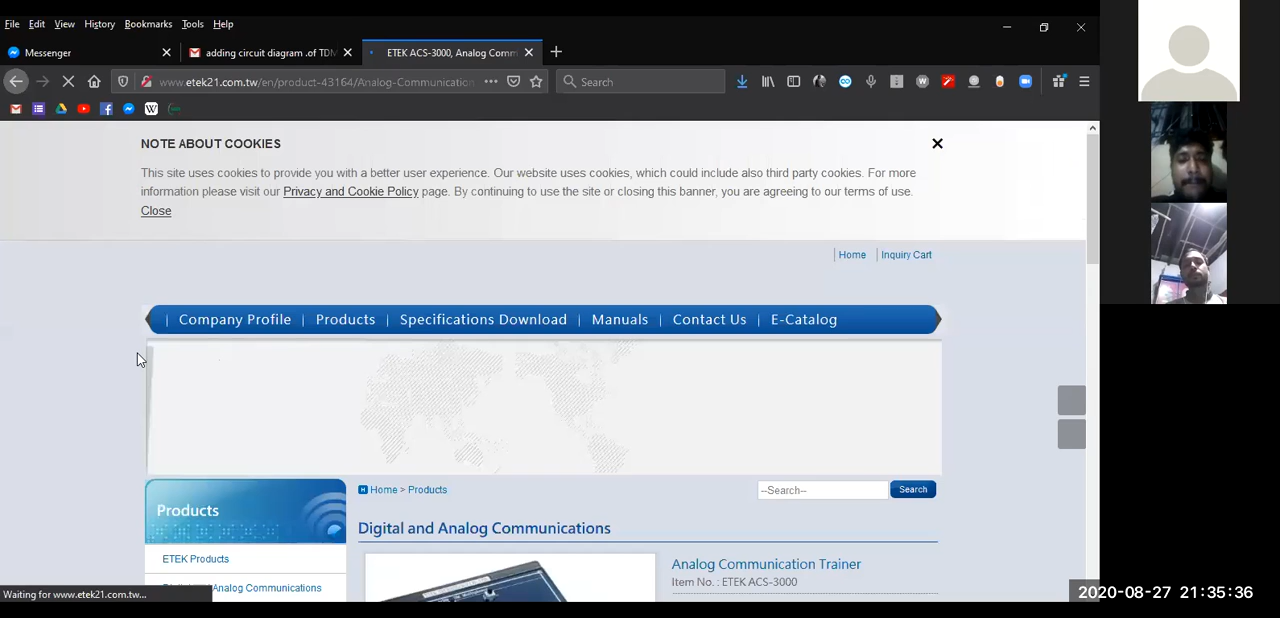 File Edit View History Bookmarks Tools Help
Messenger
adding circuit diagram .of TDM
ETEK ACS-3000, Analog Comm
www.etek21.com.tw/en/product-43164/Analog-Communication
Search
NOTE ABOUT COOKIES
This site uses cookies to provide you with a better user experience. Our website uses cookies, which could include also third party cookies. For more
information please visit our Privacy and Cookie Policy page. By continuing to use the site or closing this banner, you are agreeing to our terms of use.
Close
Home
Inquiry Cart
Company Profile | Products | Specifications Download | Manuals | Contact Us | E-Catalog
Home > Products
--Search--
Search
Products
Digital and Analog Communications
ETEK Products
Analog Communication Trainer
Item No. : ETEK ACS-3000
Analog Communications
Waiting for www.etek21.com.tw...
2020-08-27 21:35:36